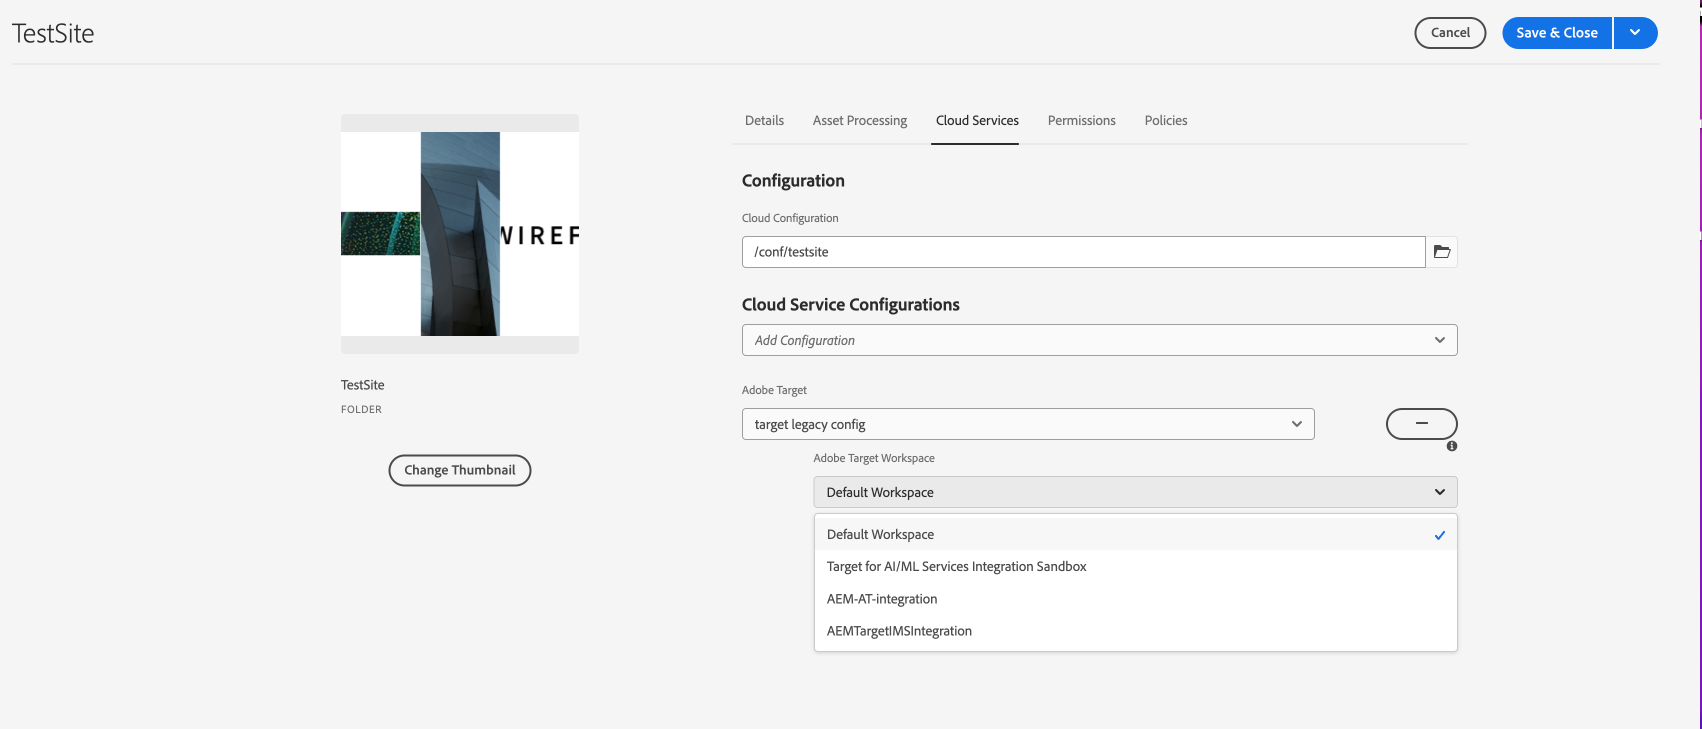 TestSite
Cancel
Save & Close
Details
Asset Processing
Cloud Services
Permissions
Policies
WIREF
TestSite
FOLDER
Change Thumbnail
Configuration
Cloud Configuration
/conf/testsite
Cloud Service Configurations
Add Configuration
Adobe Target
target legacy config
Adobe Target Workspace
Default Workspace
Default Workspace
Target for AI/ML Services Integration Sandbox
AEM-AT-integration
AEMTargetIMSIntegration